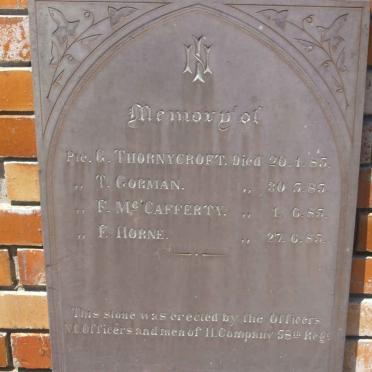 IN
Memory of
Pte. G. THORNYCROFT. Died 20.4.85.
,, T. GORMAN. ,, 30.5.85.
,, F. McCAFFERTY. ,, 1.6.85.
,, F. HORNE. ,, 27.6.85.
This stone was erected by the Officers
N.C.Officers and men of H.Company 58th Regt.